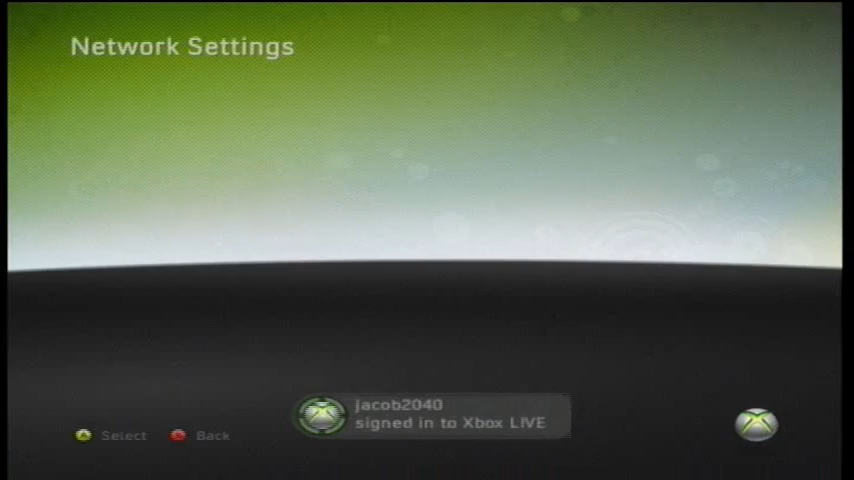 Network Settings
jacob2040
signed in to Xbox LIVE
Select
Back